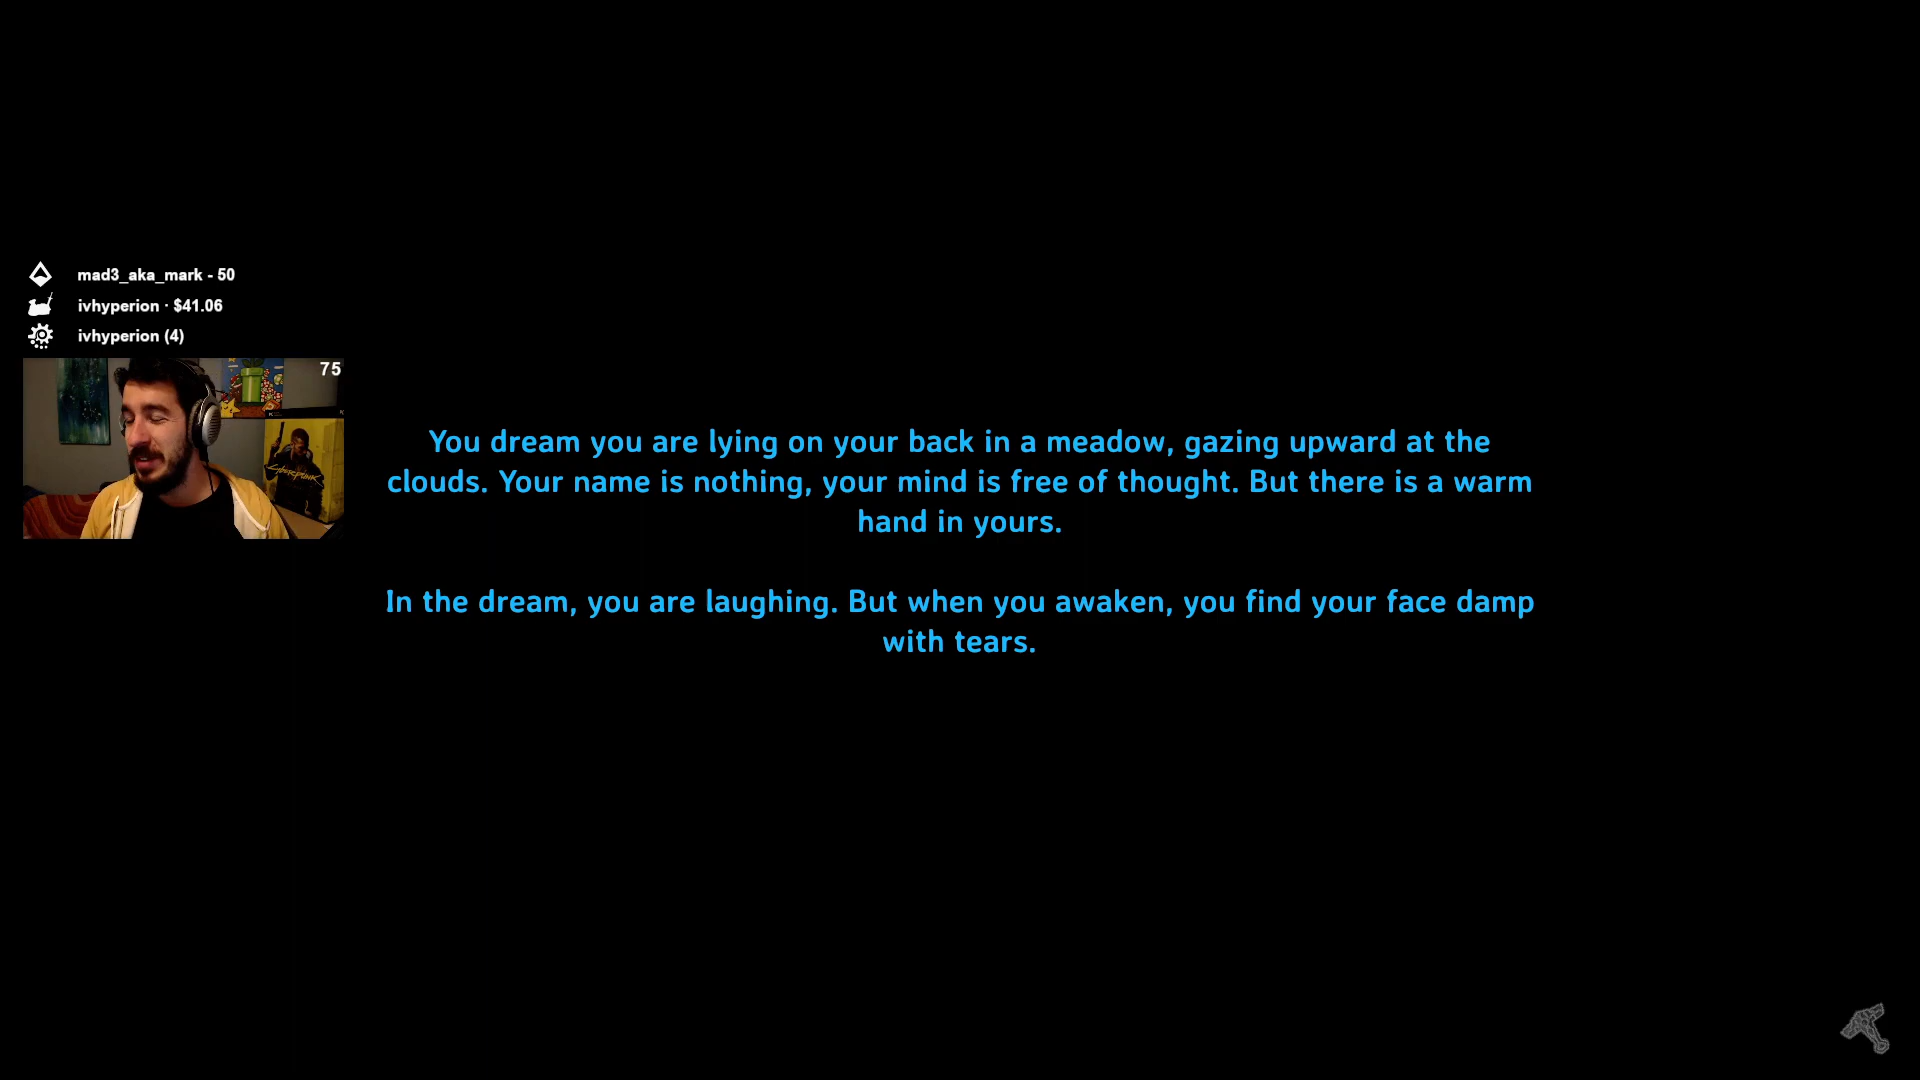 mad3_aka_mark - 50
ivhyperion · $41.06
ivhyperion (4)
75
CYBERPUNK
You dream you are lying on your back in a meadow, gazing upward at the
clouds. Your name is nothing, your mind is free of thought. But there is a warm
hand in yours.
In the dream, you are laughing. But when you awaken, you find your face damp
with tears.